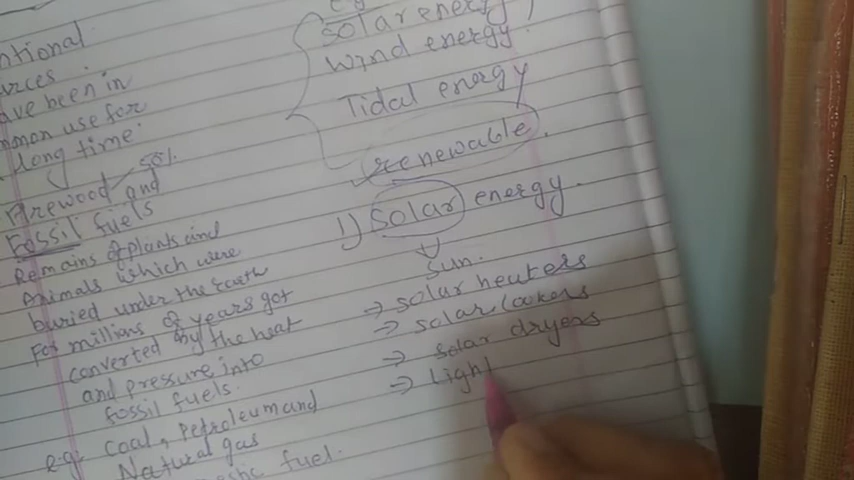 ntional
urces.
ave been in
mmon use for
long time.
Firewood 50%
and
Fossil fuels
Remains of plants and
Animals which were
buried under the Earth
For millions of years got
converted by the heat
and pressure into
fossil fuels.
e.g. coal, Petroleum and
Natural gas
fuel.
solar energy,
Wind energy.
Tidal energy
renewable.
1) solar energy.
Sun.
→ solar heaters
→ solar cookers
→ solar dryers
→ Light